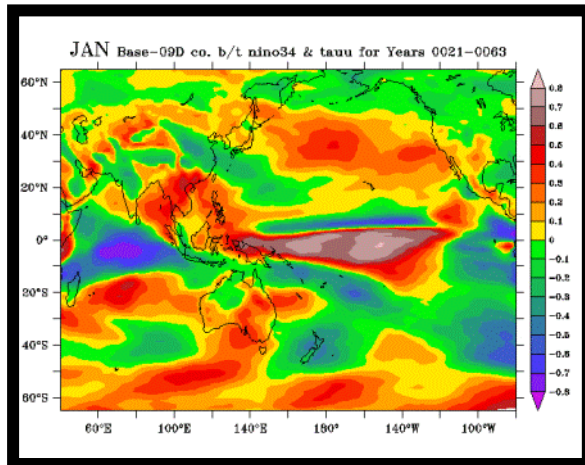 JAN Base-09D co. b/t nino34 & tauu for Years 0021-0063
60°N
40°N
20°N
0°
20°S
40°S
60°S
60°E 100°E 140°E 180° 140°W 100°W
0.8
0.7
0.6
0.5
0.4
0.3
0.2
0.1
0
-0.1
-0.2
-0.3
-0.4
-0.5
-0.6
-0.7
-0.8